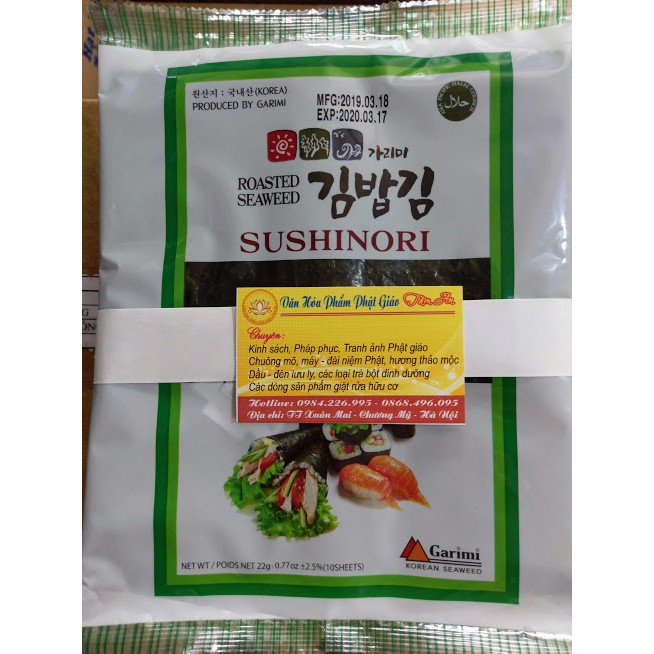 원산지 : 국내산(KOREA)
PRODUCED BY GARIMI
MFG:2019.03.18
EXP:2020.03.17
حلال
가리미
ROASTED
SEAWEED
김밥김
SUSHINORI
Văn Hóa Phẩm Phật Giáo Tâm An
Chuyên:
Kinh sách, Pháp phục, Tranh ảnh Phật giáo
Chuông mõ, máy - đài niệm Phật, hương thảo mộc
Dầu - đèn lưu ly, các loại trà bột dinh dưỡng
Các dòng sản phẩm giặt rửa hữu cơ
Hotline: 0984.226.995 - 0868.496.095
Địa chỉ: TT Xuân Mai - Chương Mỹ - Hà Nội
Garimi
KOREAN SEAWEED
NET WT / POIDS NET 22g · 0.77 oz ±2.5%(10SHEETS)